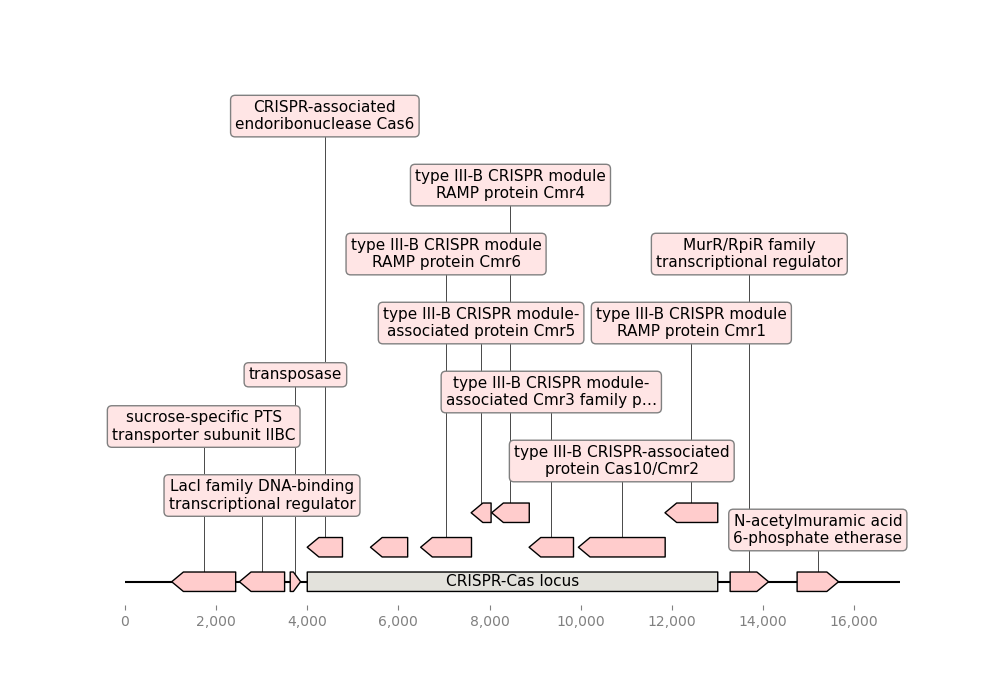 CRISPR-associated
endoribonuclease Cas6
type III-B CRISPR module
RAMP protein Cmr4
type III-B CRISPR module
RAMP protein Cmr6
MurR/RpiR family
transcriptional regulator
type III-B CRISPR module-
associated protein Cmr5
type III-B CRISPR module
RAMP protein Cmr1
transposase
type III-B CRISPR module-
associated Cmr3 family p...
sucrose-specific PTS
transporter subunit IIBC
type III-B CRISPR-associated
protein Cas10/Cmr2
LacI family DNA-binding
transcriptional regulator
N-acetylmuramic acid
6-phosphate etherase
CRISPR-Cas locus
0 2,000 4,000 6,000 8,000 10,000 12,000 14,000 16,000